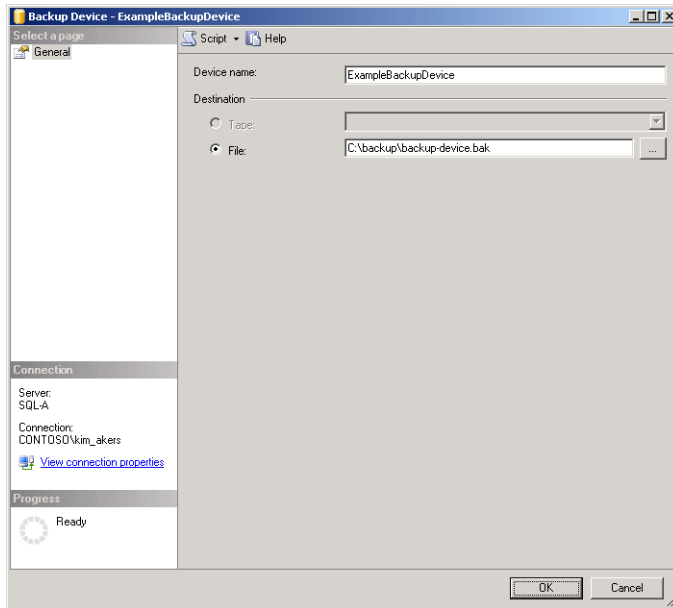 Backup Device - ExampleBackupDevice
Select a page
General
Script
Help
Device name:
ExampleBackupDevice
Destination
Tape:
File:
C:\backup\backup-device.bak
...
Connection
Server:
SQL-A
Connection:
CONTOSO\kim_akers
View connection properties
Progress
Ready
OK
Cancel